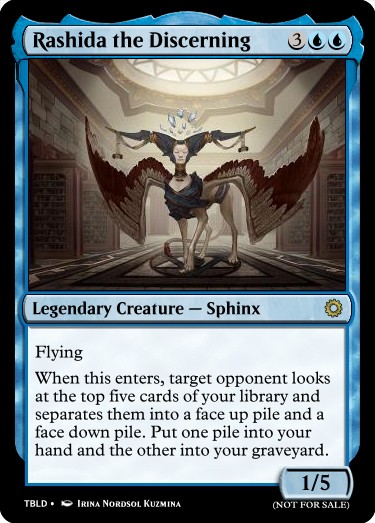 Rashida the Discerning 3
Legendary Creature — Sphinx
Flying
When this enters, target opponent looks
at the top five cards of your library and
separates them into a face up pile and a
face down pile. Put one pile into your
hand and the other into your graveyard.
1/5
TBLD • Irina Nordsol Kuzmina
(NOT FOR SALE)